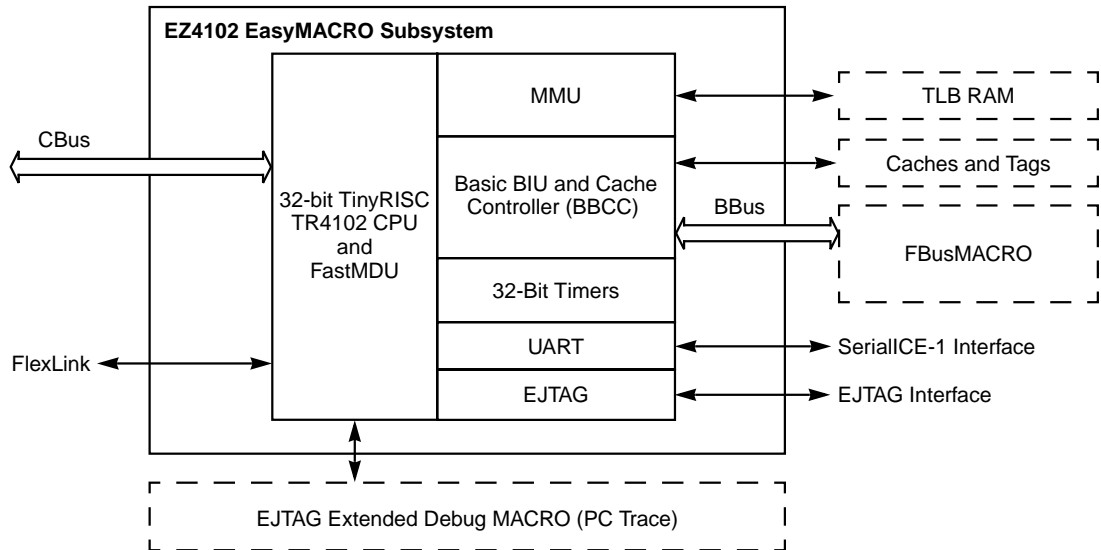 EZ4102 EasyMACRO Subsystem
MMU
TLB RAM
CBus
Caches and Tags
32-bit TinyRISC
TR4102 CPU
and
FastMDU
Basic BIU and Cache
Controller (BBCC)
BBus
FBusMACRO
32-Bit Timers
UART
SerialICE-1 Interface
FlexLink
EJTAG
EJTAG Interface
EJTAG Extended Debug MACRO (PC Trace)